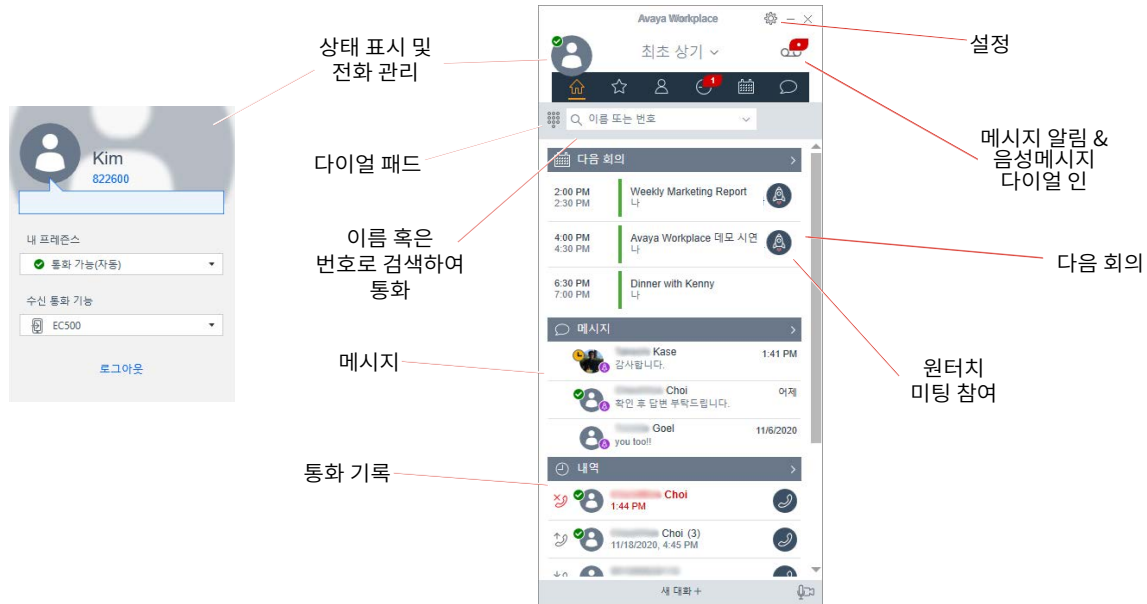 상태 표시 및
전화 관리
Kim
822600
내 프레즌스
통화 가능(자동)
수신 통화 기능
EC500
로그아웃
다이얼 패드
이름 혹은
번호로 검색하여
통화
메시지
통화 기록
Avaya Workplace
최초 상기
1
이름 또는 번호
다음 회의
2:00 PM
2:30 PM
Weekly Marketing Report
나
4:00 PM
4:30 PM
Avaya Workplace 데모 시연
나
6:30 PM
7:00 PM
Dinner with Kenny
나
메시지
Kase
1:41 PM
감사합니다.
Choi
어제
확인 후 답변 부탁드립니다.
Goel
11/6/2020
you too!!
내역
Choi
1:44 PM
Choi (3)
11/18/2020, 4:45 PM
새 대화 +
설정
메시지 알림 &
음성메시지
다이얼 인
다음 회의
원터치
미팅 참여